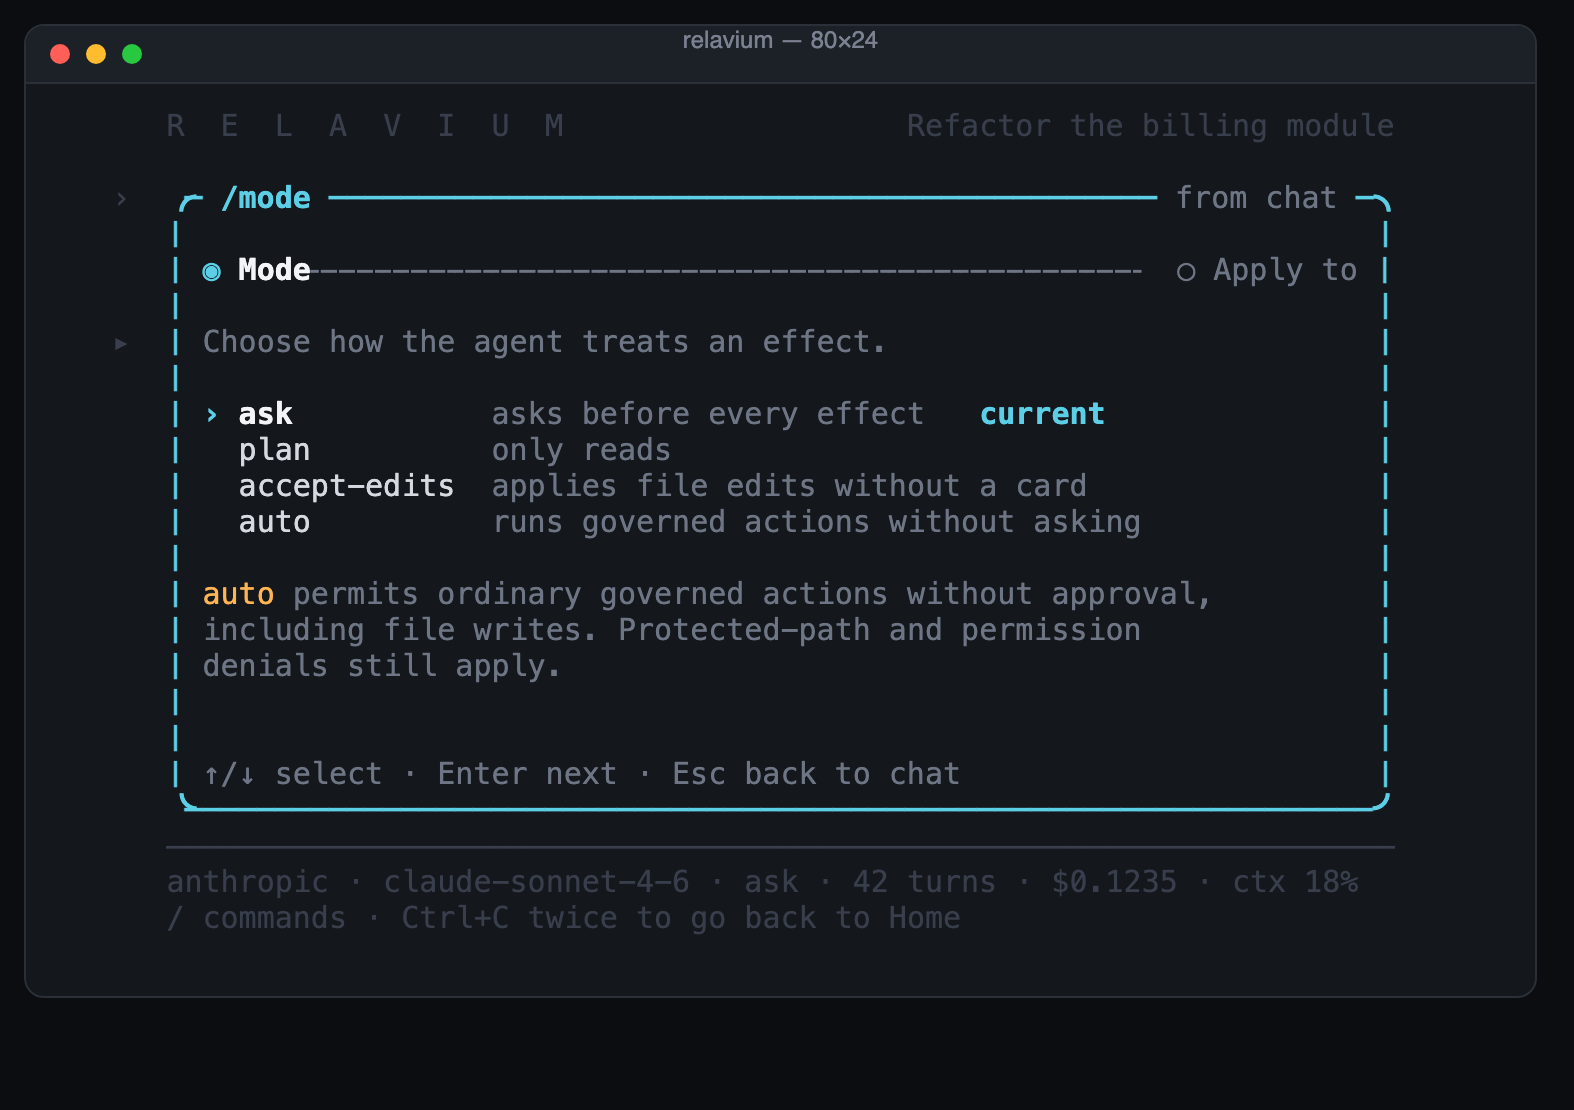 relavium — 80×24
R E L A V I U M Refactor the billing module
› /mode from chat
◉ Mode ○ Apply to
▸ Choose how the agent treats an effect.
› ask asks before every effect current
plan only reads
accept-edits applies file edits without a card
auto runs governed actions without asking
auto permits ordinary governed actions without approval,
including file writes. Protected-path and permission
denials still apply.
↑/↓ select · Enter next · Esc back to chat
anthropic · claude-sonnet-4-6 · ask · 42 turns · $0.1235 · ctx 18%
/ commands · Ctrl+C twice to go back to Home